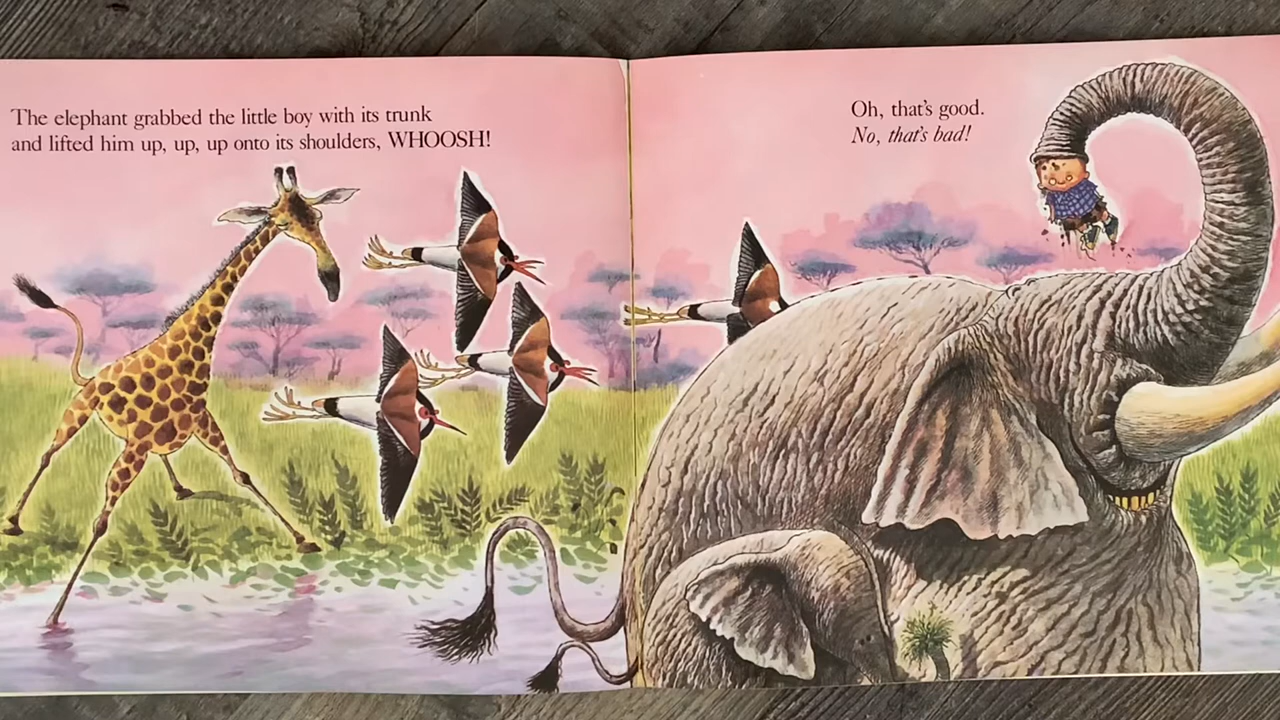 The elephant grabbed the little boy with its trunk
and lifted him up, up, up onto its shoulders, WHOOSH!
Oh, that's good.
No, that's bad!